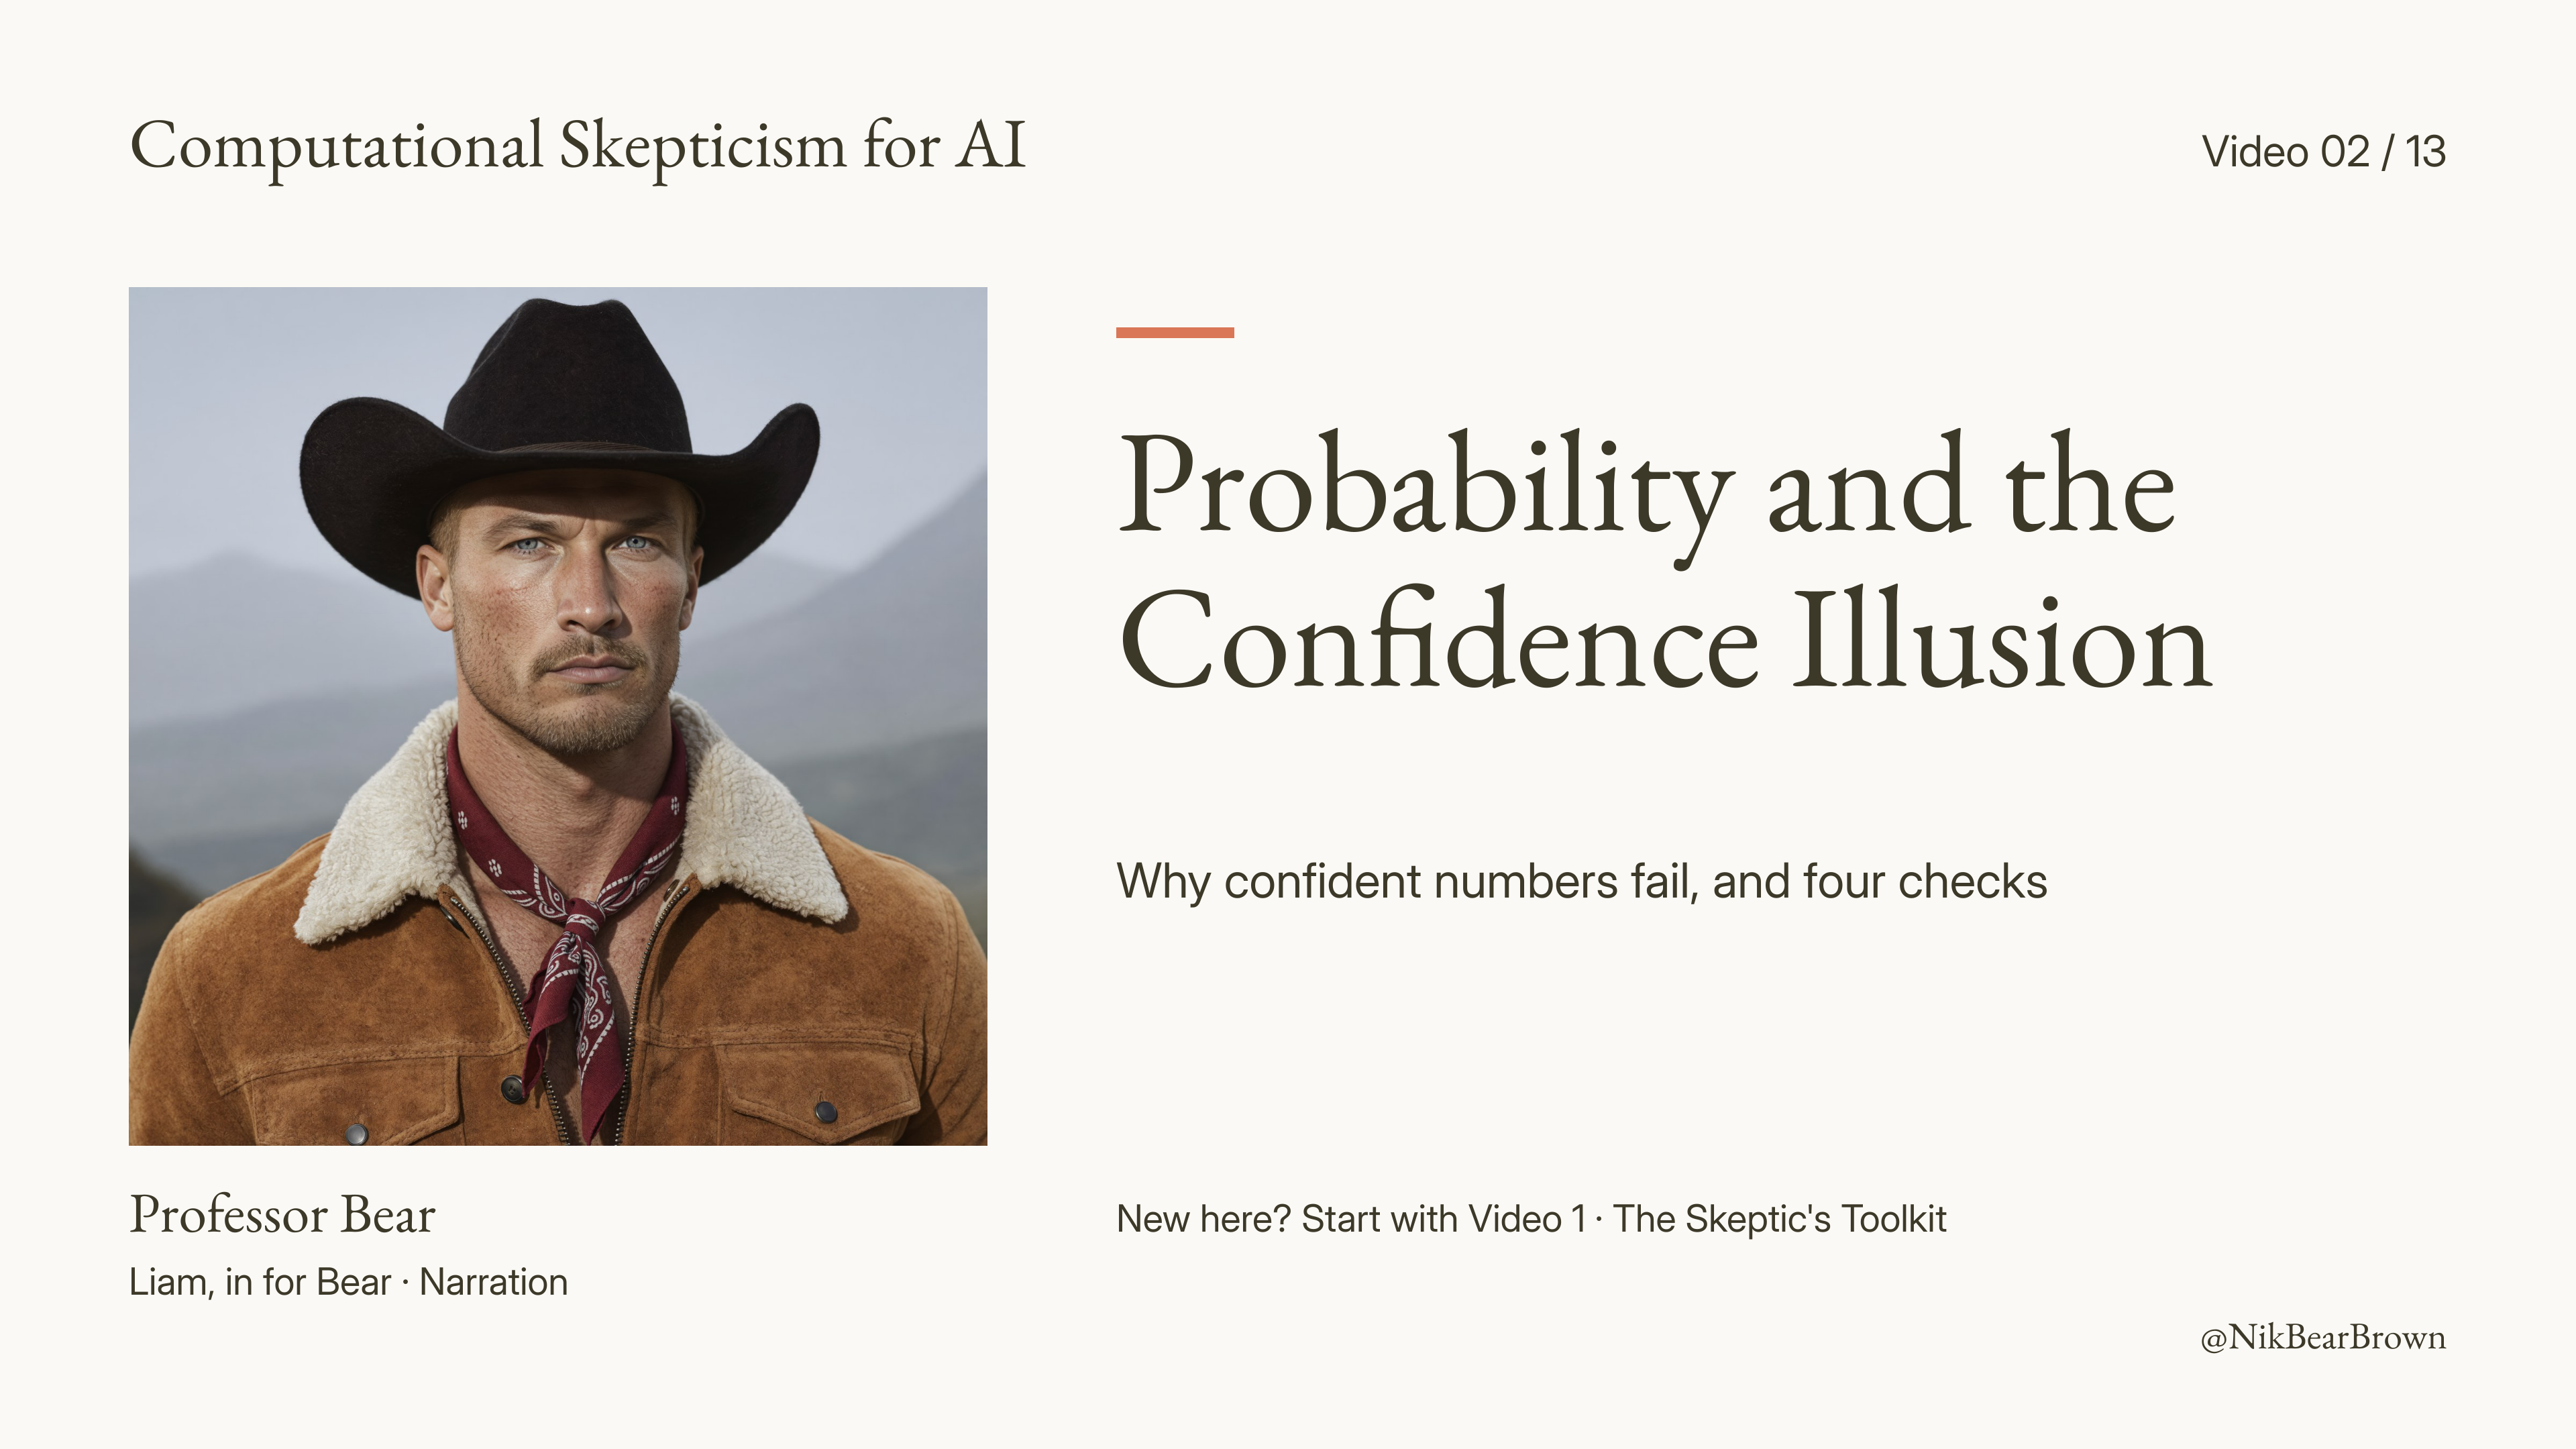 Computational Skepticism for AI
Video 02 / 13
Probability and the
Confidence Illusion
Why confident numbers fail, and four checks
Professor Bear
Liam, in for Bear · Narration
New here? Start with Video 1 · The Skeptic's Toolkit
@NikBearBrown